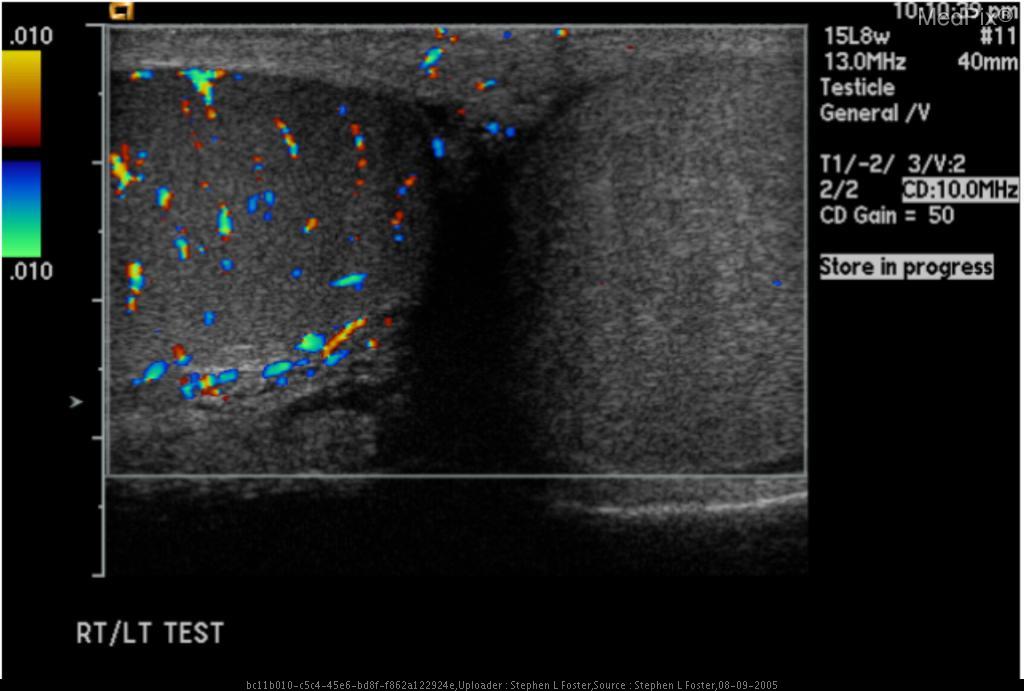 10:10:39 pm
MedPix®
.010
15L8w #11
13.0MHz 40mm
Testicle
General /V
T1/-2/ 3/V:2
2/2 CD:10.0MHz
CD Gain = 50
.010
Store in progress
RT/LT TEST
bc11b010-c5c4-45e6-bd8f-f862a122924e,Uploader : Stephen L Foster,Source : Stephen L Foster,08-09-2005